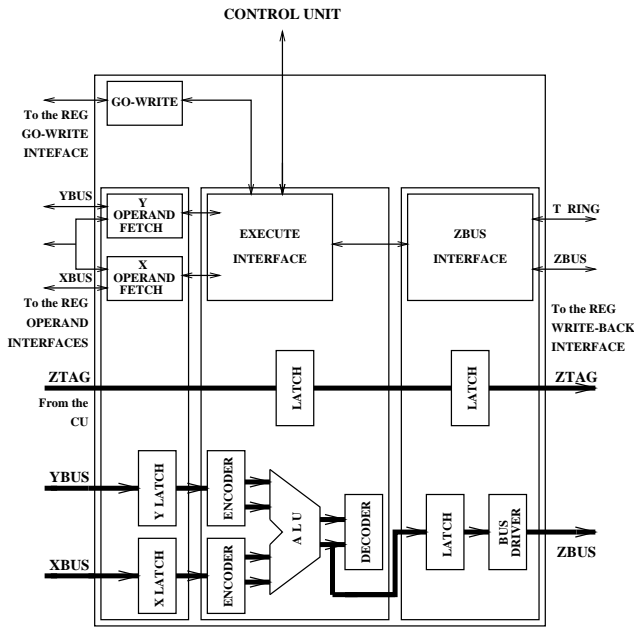 CONTROL UNIT
GO-WRITE
To the REG
GO-WRITE
INTEFACE
YBUS
Y
OPERAND
FETCH
X
OPERAND
FETCH
XBUS
To the REG
OPERAND
INTERFACES
EXECUTE
INTERFACE
ZBUS
INTERFACE
T RING
ZBUS
To the REG
WRITE-BACK
INTERFACE
ZTAG
From the
CU
LATCH
LATCH
ZTAG
YBUS
Y LATCH
ENCODER
XBUS
X LATCH
ENCODER
A L U
DECODER
LATCH
BUS
DRIVER
ZBUS